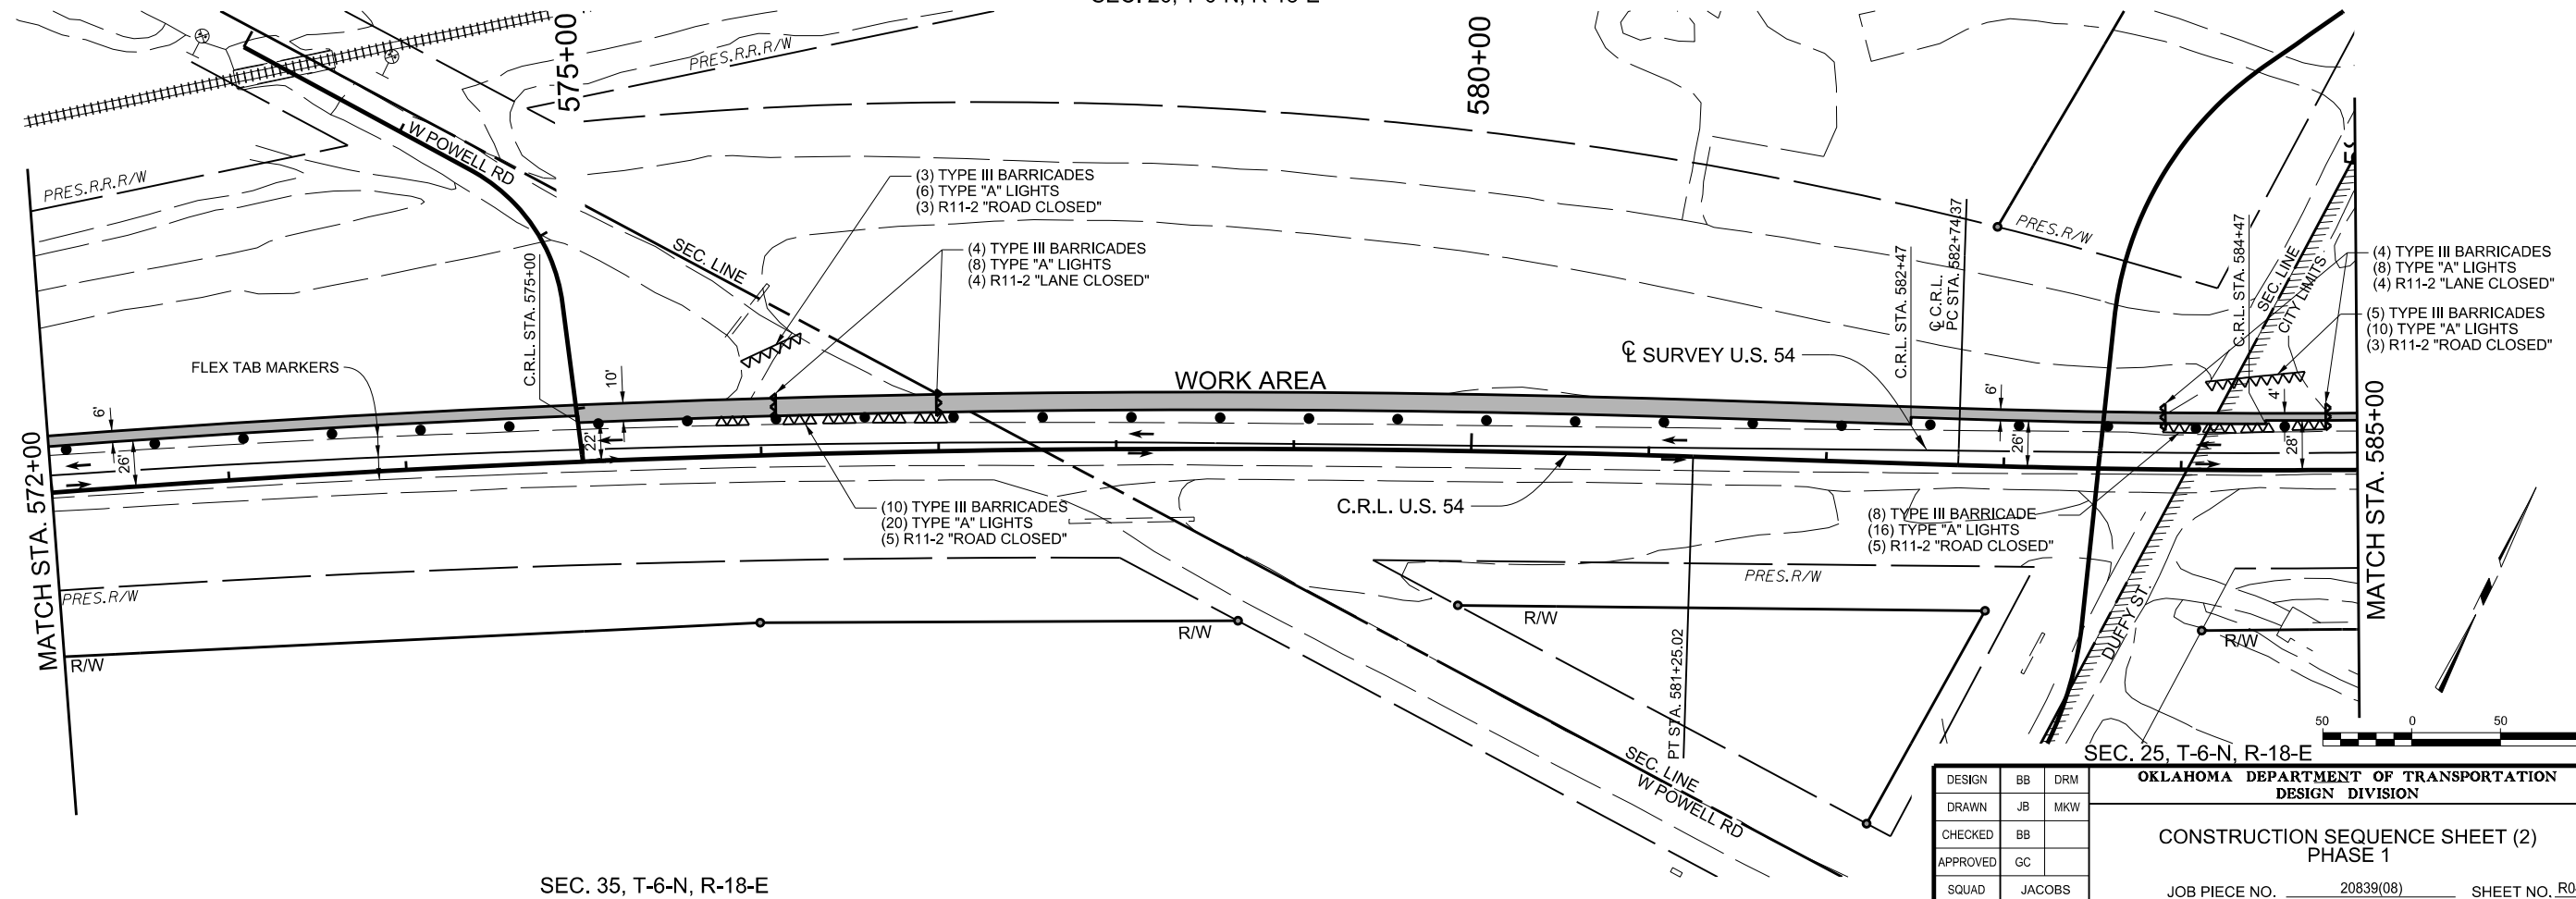 575+00
580+00
PRES.R.R.R/W
PRES.R.R.R/W
W POWELL RD
SEC. LINE
(3) TYPE III BARRICADES
(6) TYPE "A" LIGHTS
(3) R11-2 "ROAD CLOSED"
(4) TYPE III BARRICADES
(8) TYPE "A" LIGHTS
(4) R11-2 "LANE CLOSED"
C.R.L. STA. 575+00
FLEX TAB MARKERS
WORK AREA
℄ SURVEY U.S. 54
C.R.L. STA. 582+47
℄ C.R.L.
PC STA. 582+74.37
PRES.R/W
C.R.L. STA. 584+47
SEC. LINE
CITY LIMITS
(4) TYPE III BARRICADES
(8) TYPE "A" LIGHTS
(4) R11-2 "LANE CLOSED"
(5) TYPE III BARRICADES
(10) TYPE "A" LIGHTS
(3) R11-2 "ROAD CLOSED"
6'
26'
10'
22'
6'
26'
4'
28'
MATCH STA. 572+00
MATCH STA. 585+00
(10) TYPE III BARRICADES
(20) TYPE "A" LIGHTS
(5) R11-2 "ROAD CLOSED"
C.R.L. U.S. 54
(8) TYPE III BARRICADE
(16) TYPE "A" LIGHTS
(5) R11-2 "ROAD CLOSED"
PRES.R/W
PRES.R/W
R/W
R/W
R/W
R/W
DUFFY ST.
PT STA. 581+25.02
SEC. LINE
W POWELL RD
50 0 50
SEC. 25, T-6-N, R-18-E
SEC. 35, T-6-N, R-18-E
DESIGN BB DRM
DRAWN JB MKW
CHECKED BB
APPROVED GC
SQUAD JACOBS
OKLAHOMA DEPARTMENT OF TRANSPORTATION
DESIGN DIVISION
CONSTRUCTION SEQUENCE SHEET (2)
PHASE 1
JOB PIECE NO. 20839(08) SHEET NO.